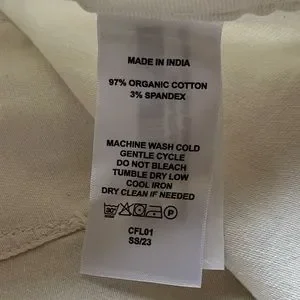 MADE IN INDIA
97% ORGANIC COTTON
3% SPANDEX
MACHINE WASH COLD
GENTLE CYCLE
DO NOT BLEACH
TUMBLE DRY LOW
COOL IRON
DRY CLEAN IF NEEDED
CFL01
SS/23